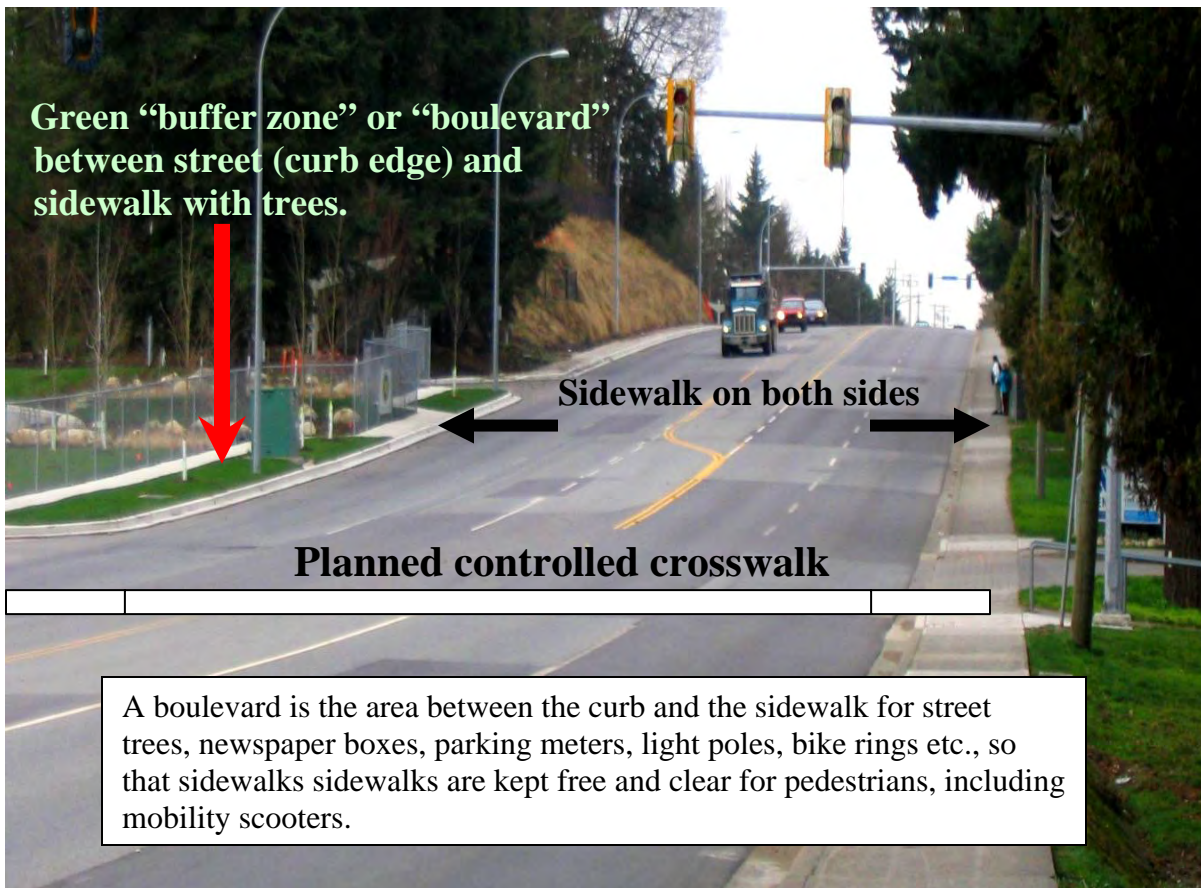 Green “buffer zone” or “boulevard”
between street (curb edge) and
sidewalk with trees.
Sidewalk on both sides
Planned controlled crosswalk
A boulevard is the area between the curb and the sidewalk for street
trees, newspaper boxes, parking meters, light poles, bike rings etc., so
that sidewalks sidewalks are kept free and clear for pedestrians, including
mobility scooters.